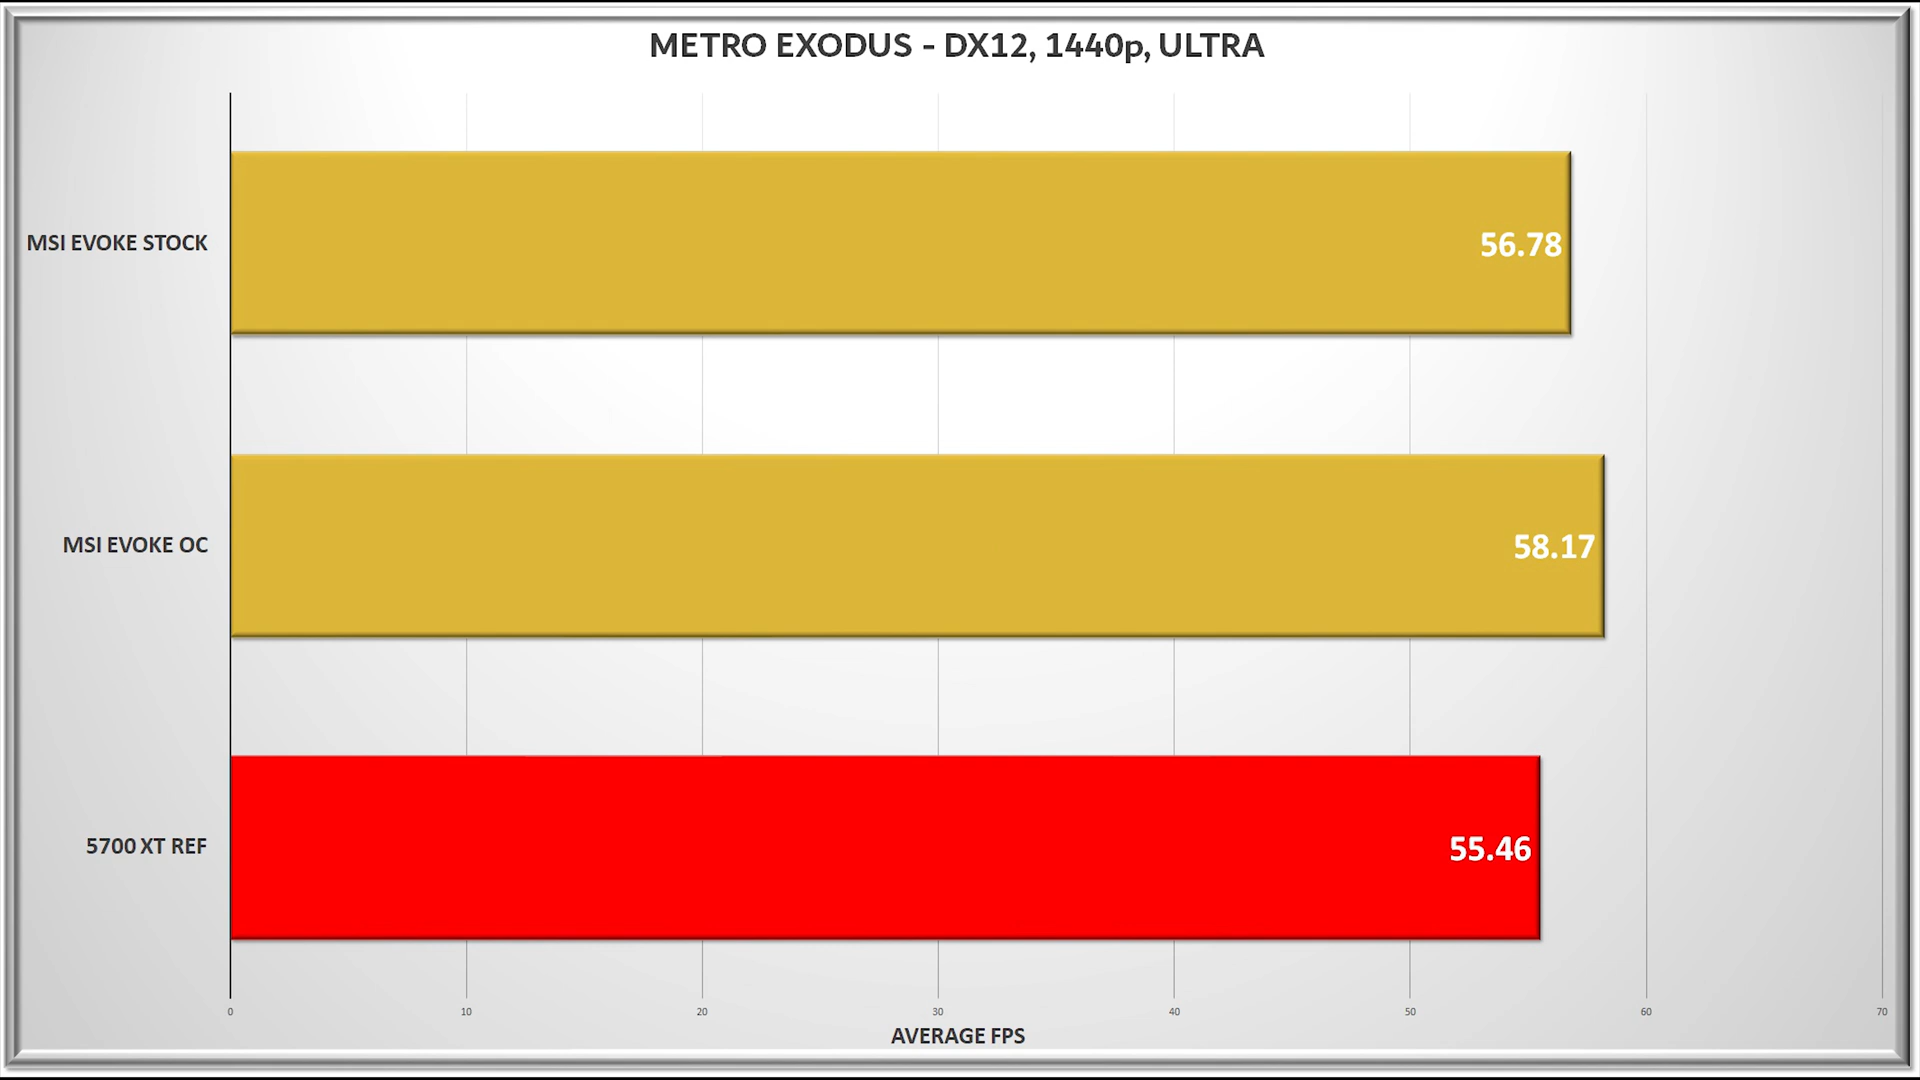 METRO EXODUS - DX12, 1440p, ULTRA
MSI EVOKE STOCK
56.78
MSI EVOKE OC
58.17
5700 XT REF
55.46
0 10 20 30 40 50 60 70
AVERAGE FPS